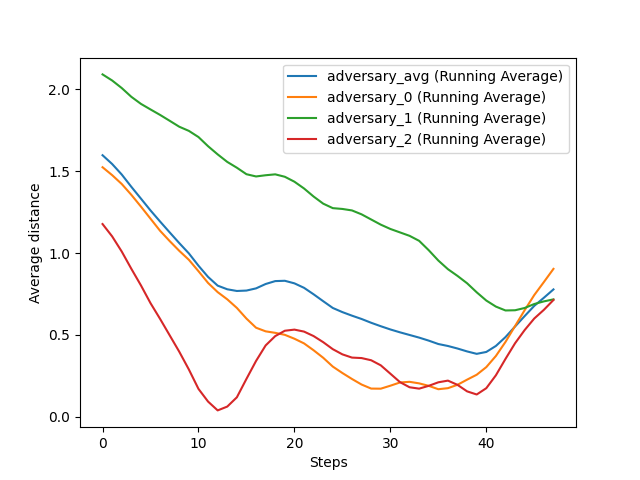 adversary_avg (Running Average)
adversary_0 (Running Average)
adversary_1 (Running Average)
adversary_2 (Running Average)
Average distance
2.0
1.5
1.0
0.5
0.0
0 10 20 30 40
Steps